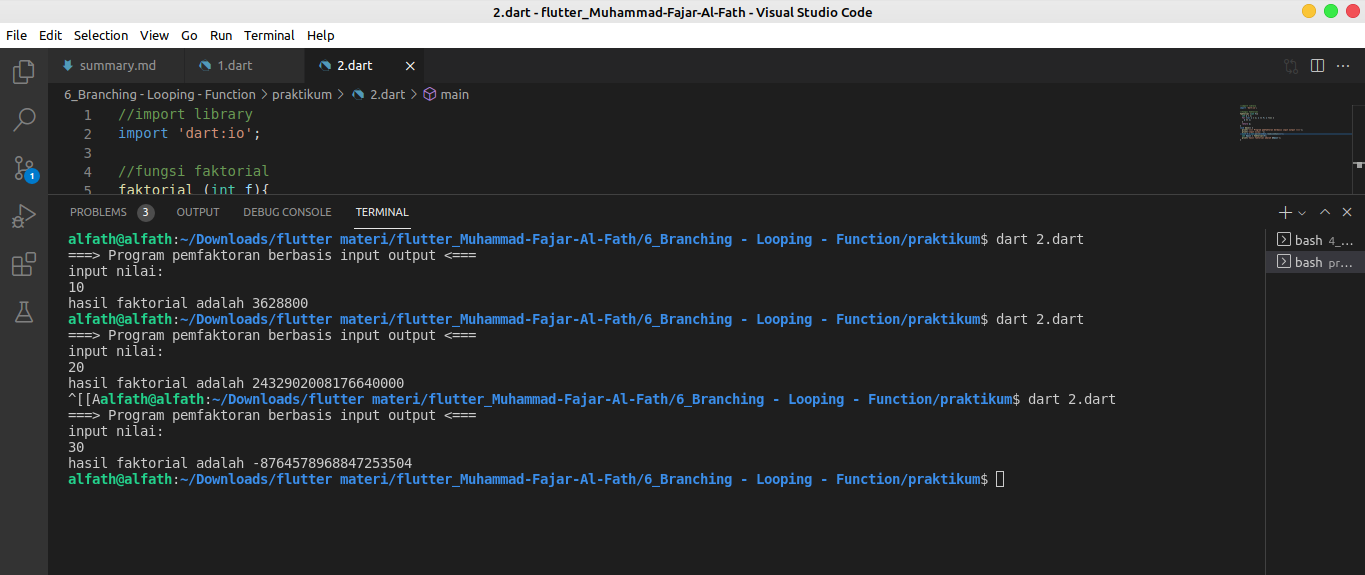 2.dart - flutter_Muhammad-Fajar-Al-Fath - Visual Studio Code
File Edit Selection View Go Run Terminal Help
summary.md 1.dart 2.dart
6_Branching - Looping - Function > praktikum > 2.dart > main
1 //import library
2 import 'dart:io';
3
4 //fungsi faktorial
5 faktorial (int f){
1
PROBLEMS 3 OUTPUT DEBUG CONSOLE TERMINAL
bash 4_...
bash pr...
alfath@alfath:~/Downloads/flutter materi/flutter_Muhammad-Fajar-Al-Fath/6_Branching - Looping - Function/praktikum$ dart 2.dart
===> Program pemfaktoran berbasis input output <===
input nilai:
10
hasil faktorial adalah 3628800
alfath@alfath:~/Downloads/flutter materi/flutter_Muhammad-Fajar-Al-Fath/6_Branching - Looping - Function/praktikum$ dart 2.dart
===> Program pemfaktoran berbasis input output <===
input nilai:
20
hasil faktorial adalah 2432902008176640000
^[[Aalfath@alfath:~/Downloads/flutter materi/flutter_Muhammad-Fajar-Al-Fath/6_Branching - Looping - Function/praktikum$ dart 2.dart
===> Program pemfaktoran berbasis input output <===
input nilai:
30
hasil faktorial adalah -8764578968847253504
alfath@alfath:~/Downloads/flutter materi/flutter_Muhammad-Fajar-Al-Fath/6_Branching - Looping - Function/praktikum$